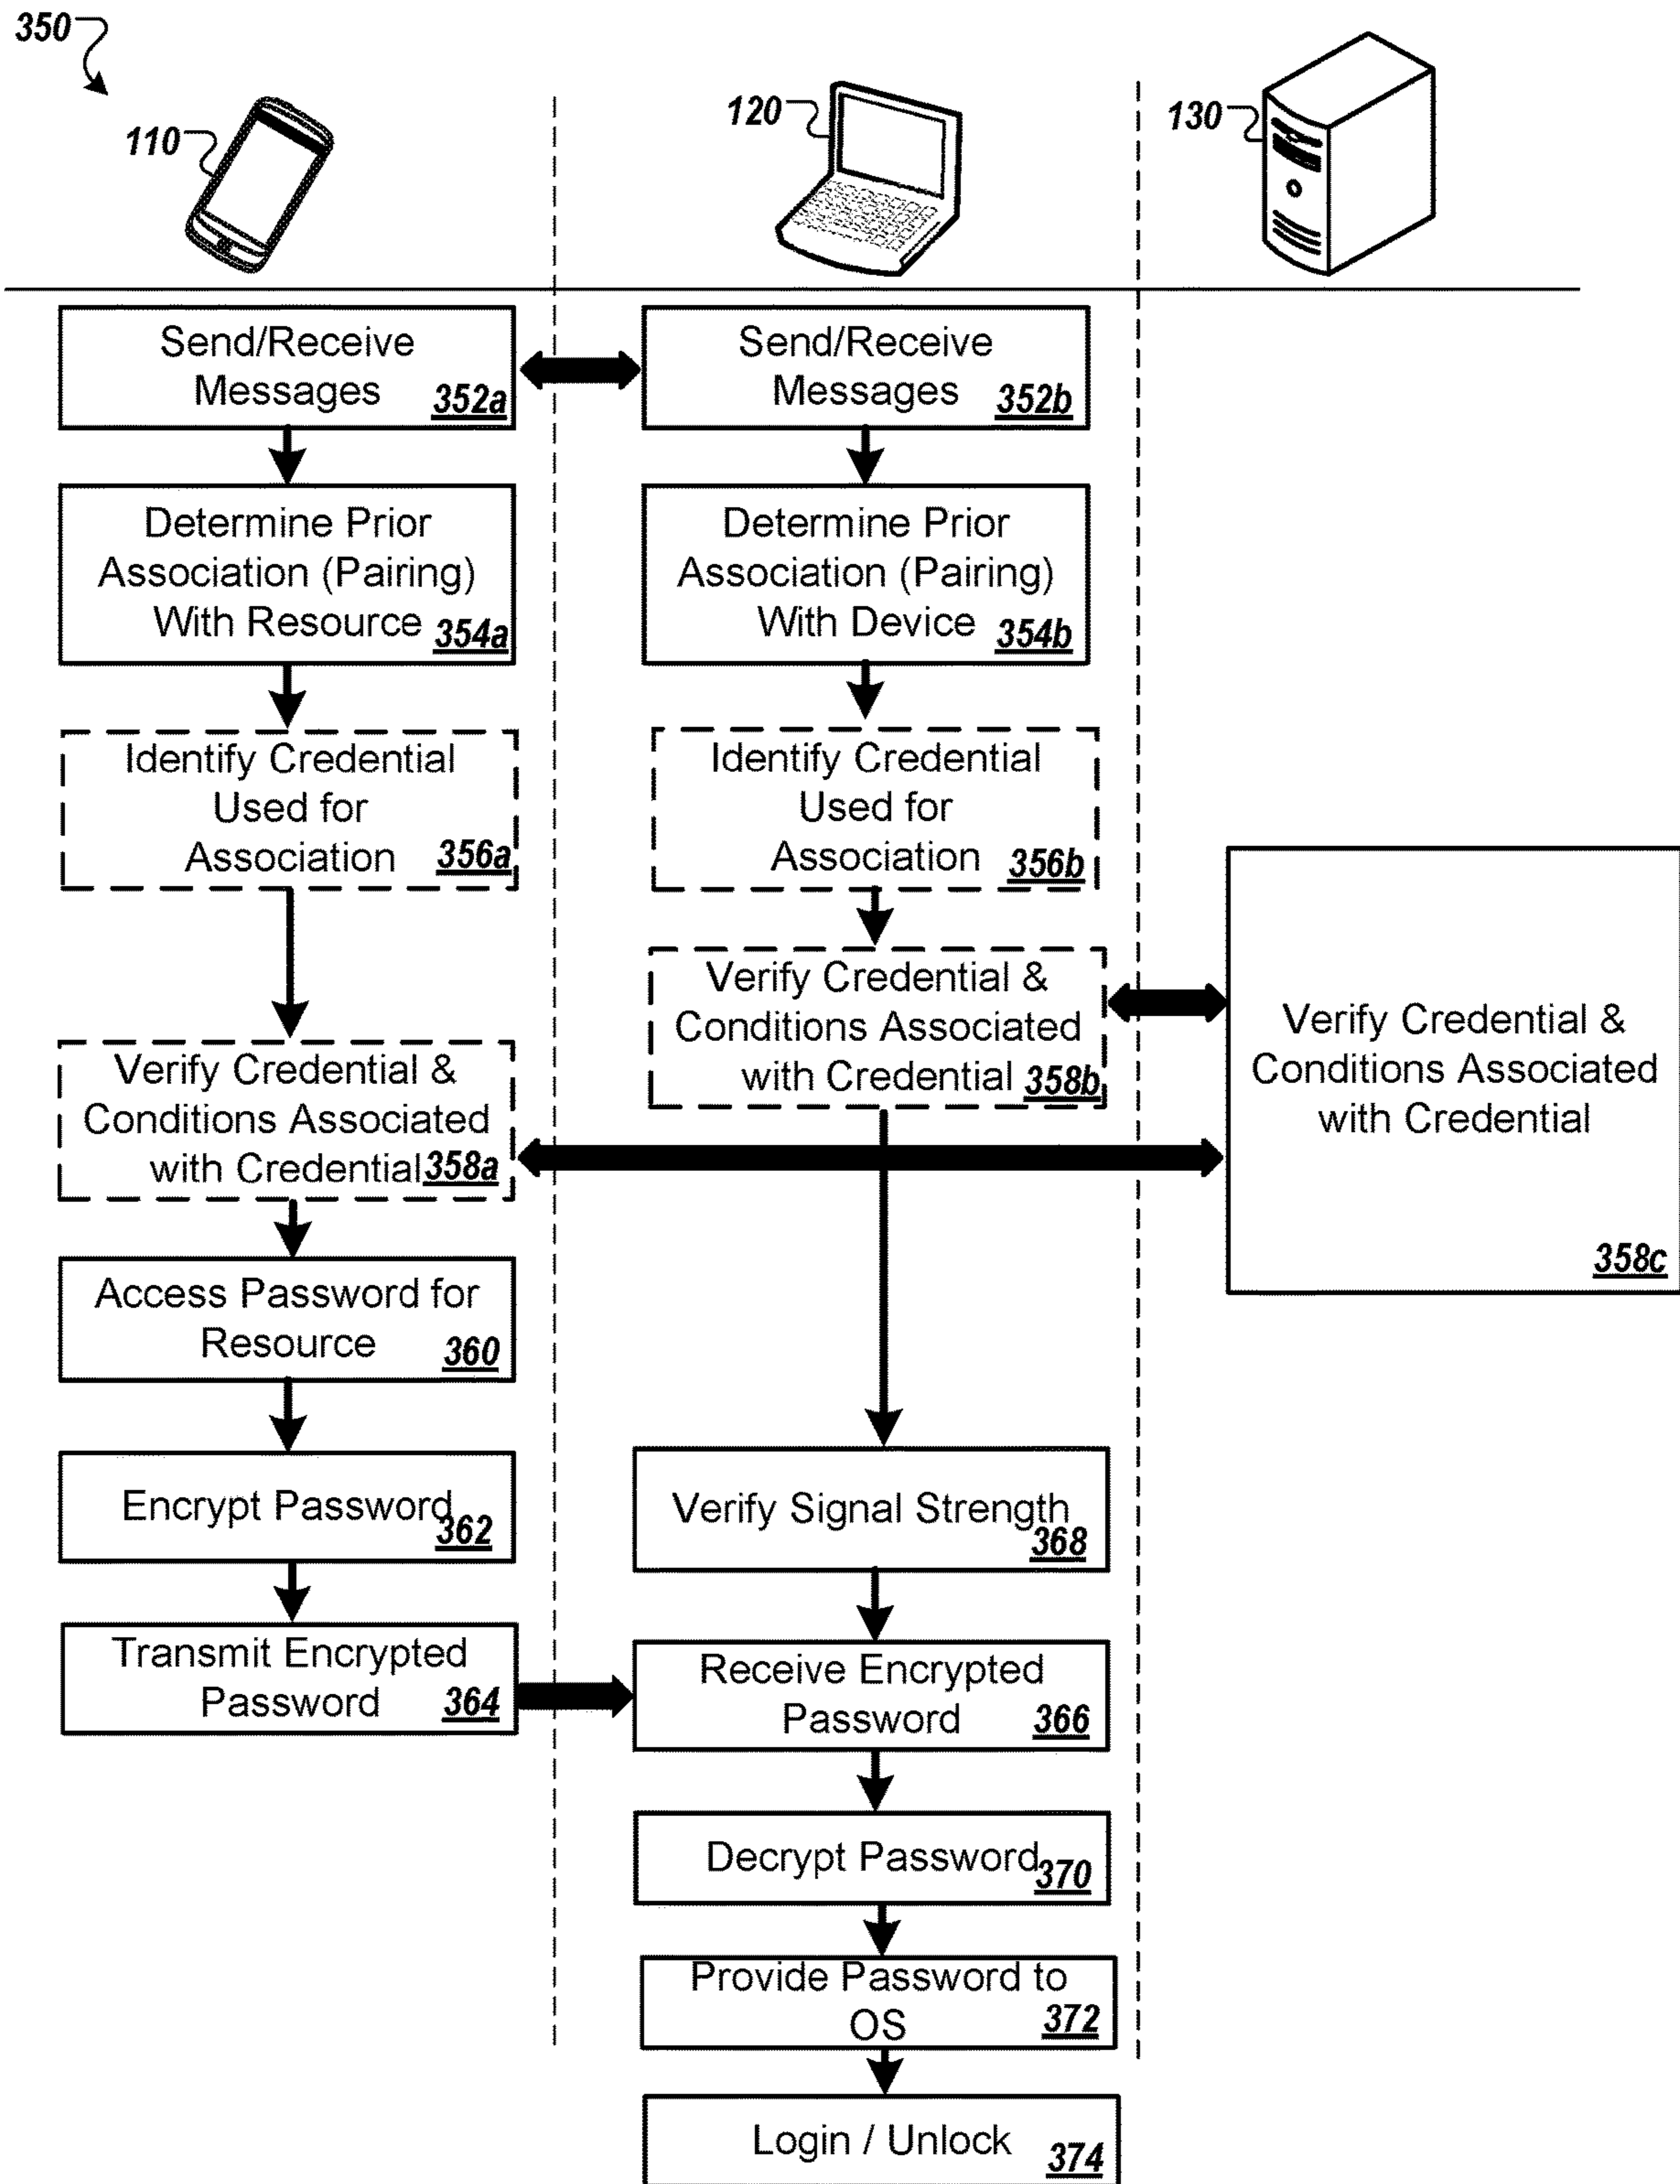 350
110
120
130
Send/Receive
Messages 352a
Send/Receive
Messages 352b
Determine Prior
Association (Pairing)
With Resource 354a
Determine Prior
Association (Pairing)
With Device 354b
Identify Credential
Used for
Association 356a
Identify Credential
Used for
Association 356b
Verify Credential &
Conditions Associated
with Credential 358b
Verify Credential &
Conditions Associated
with Credential
358c
Verify Credential &
Conditions Associated
with Credential 358a
Access Password for
Resource 360
Encrypt Password 362
Verify Signal Strength
368
Transmit Encrypted
Password 364
Receive Encrypted
Password 366
Decrypt Password 370
Provide Password to
OS 372
Login / Unlock 374